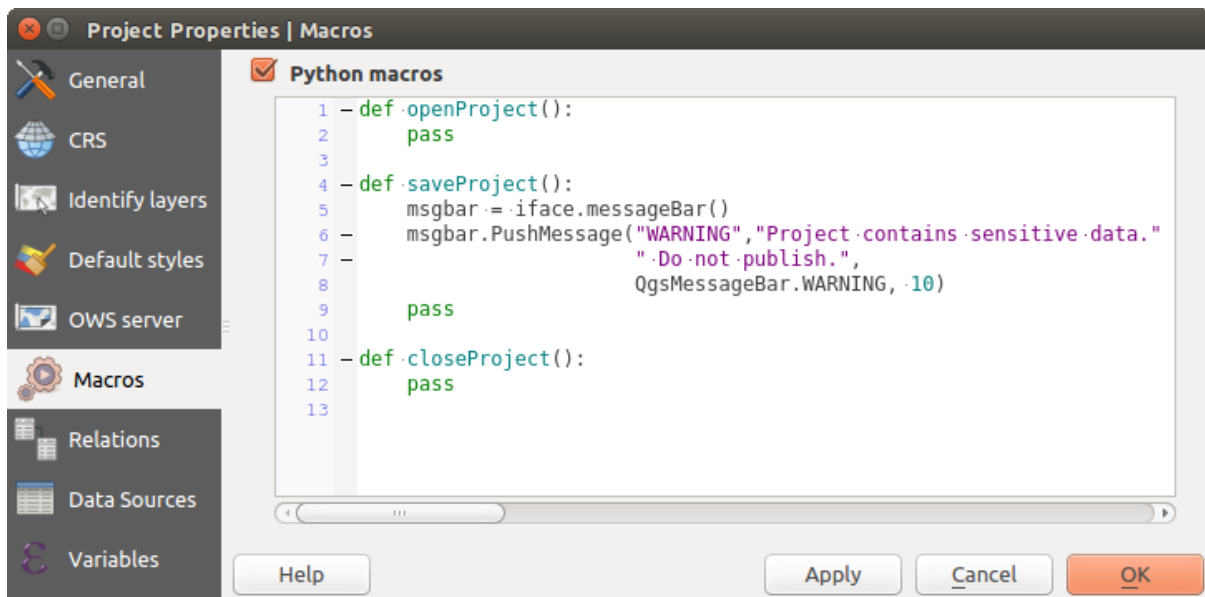 Project Properties | Macros
General
CRS
Identify layers
Default styles
OWS server
Macros
Relations
Data Sources
Variables
Python macros
1 def openProject():
2     pass
3
4 def saveProject():
5     msgbar = iface.messageBar()
6     msgbar.PushMessage("WARNING","Project contains sensitive data."
7                        " Do not publish.",
8                        QgsMessageBar.WARNING, 10)
9     pass
10
11 def closeProject():
12     pass
13
Help
Apply
Cancel
OK